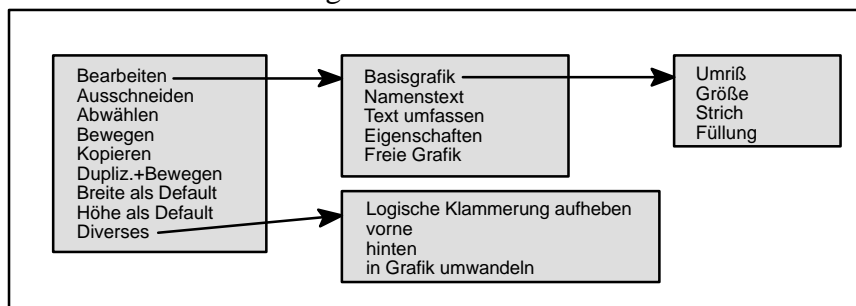 Bearbeiten
Ausschneiden
Abwählen
Bewegen
Kopieren
Dupliz.+Bewegen
Breite als Default
Höhe als Default
Diverses
Basisgrafik
Namenstext
Text umfassen
Eigenschaften
Freie Grafik
Umriß
Größe
Strich
Füllung
Logische Klammerung aufheben
vorne
hinten
in Grafik umwandeln